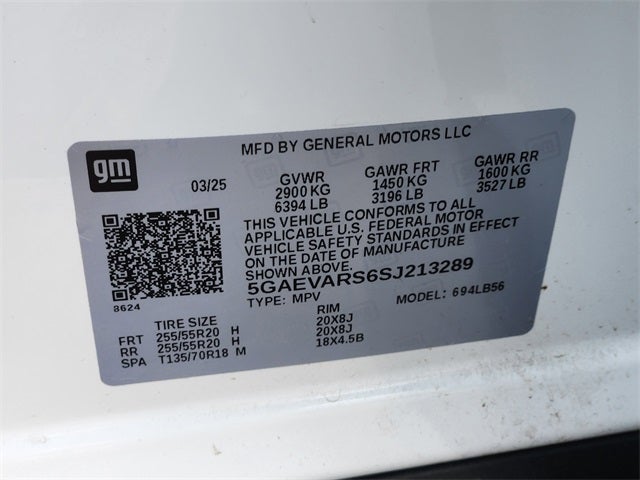 MFD BY GENERAL MOTORS LLC
gm
03/25
GVWR GAWR FRT GAWR RR
2900 KG 1450 KG 1600 KG
6394 LB 3196 LB 3527 LB
THIS VEHICLE CONFORMS TO ALL
APPLICABLE U.S. FEDERAL MOTOR
VEHICLE SAFETY STANDARDS IN EFFECT
ON THE DATE OF MANUFACTURE
SHOWN ABOVE.
5GAEVARS6SJ213289
TYPE: MPV MODEL: 694LB56
8624
TIRE SIZE RIM
FRT 255/55R20 H 20X8J
RR 255/55R20 H 20X8J
SPA T135/70R18 M 18X4.5B